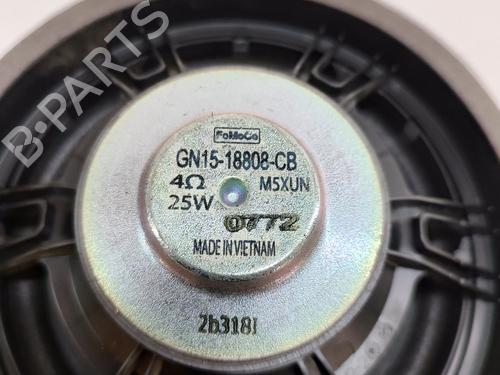 B-PARTS
FoMoCo
GN15-18808-CB
4Ω M5XUN
25W 0772
MADE IN VIETNAM
2b318I